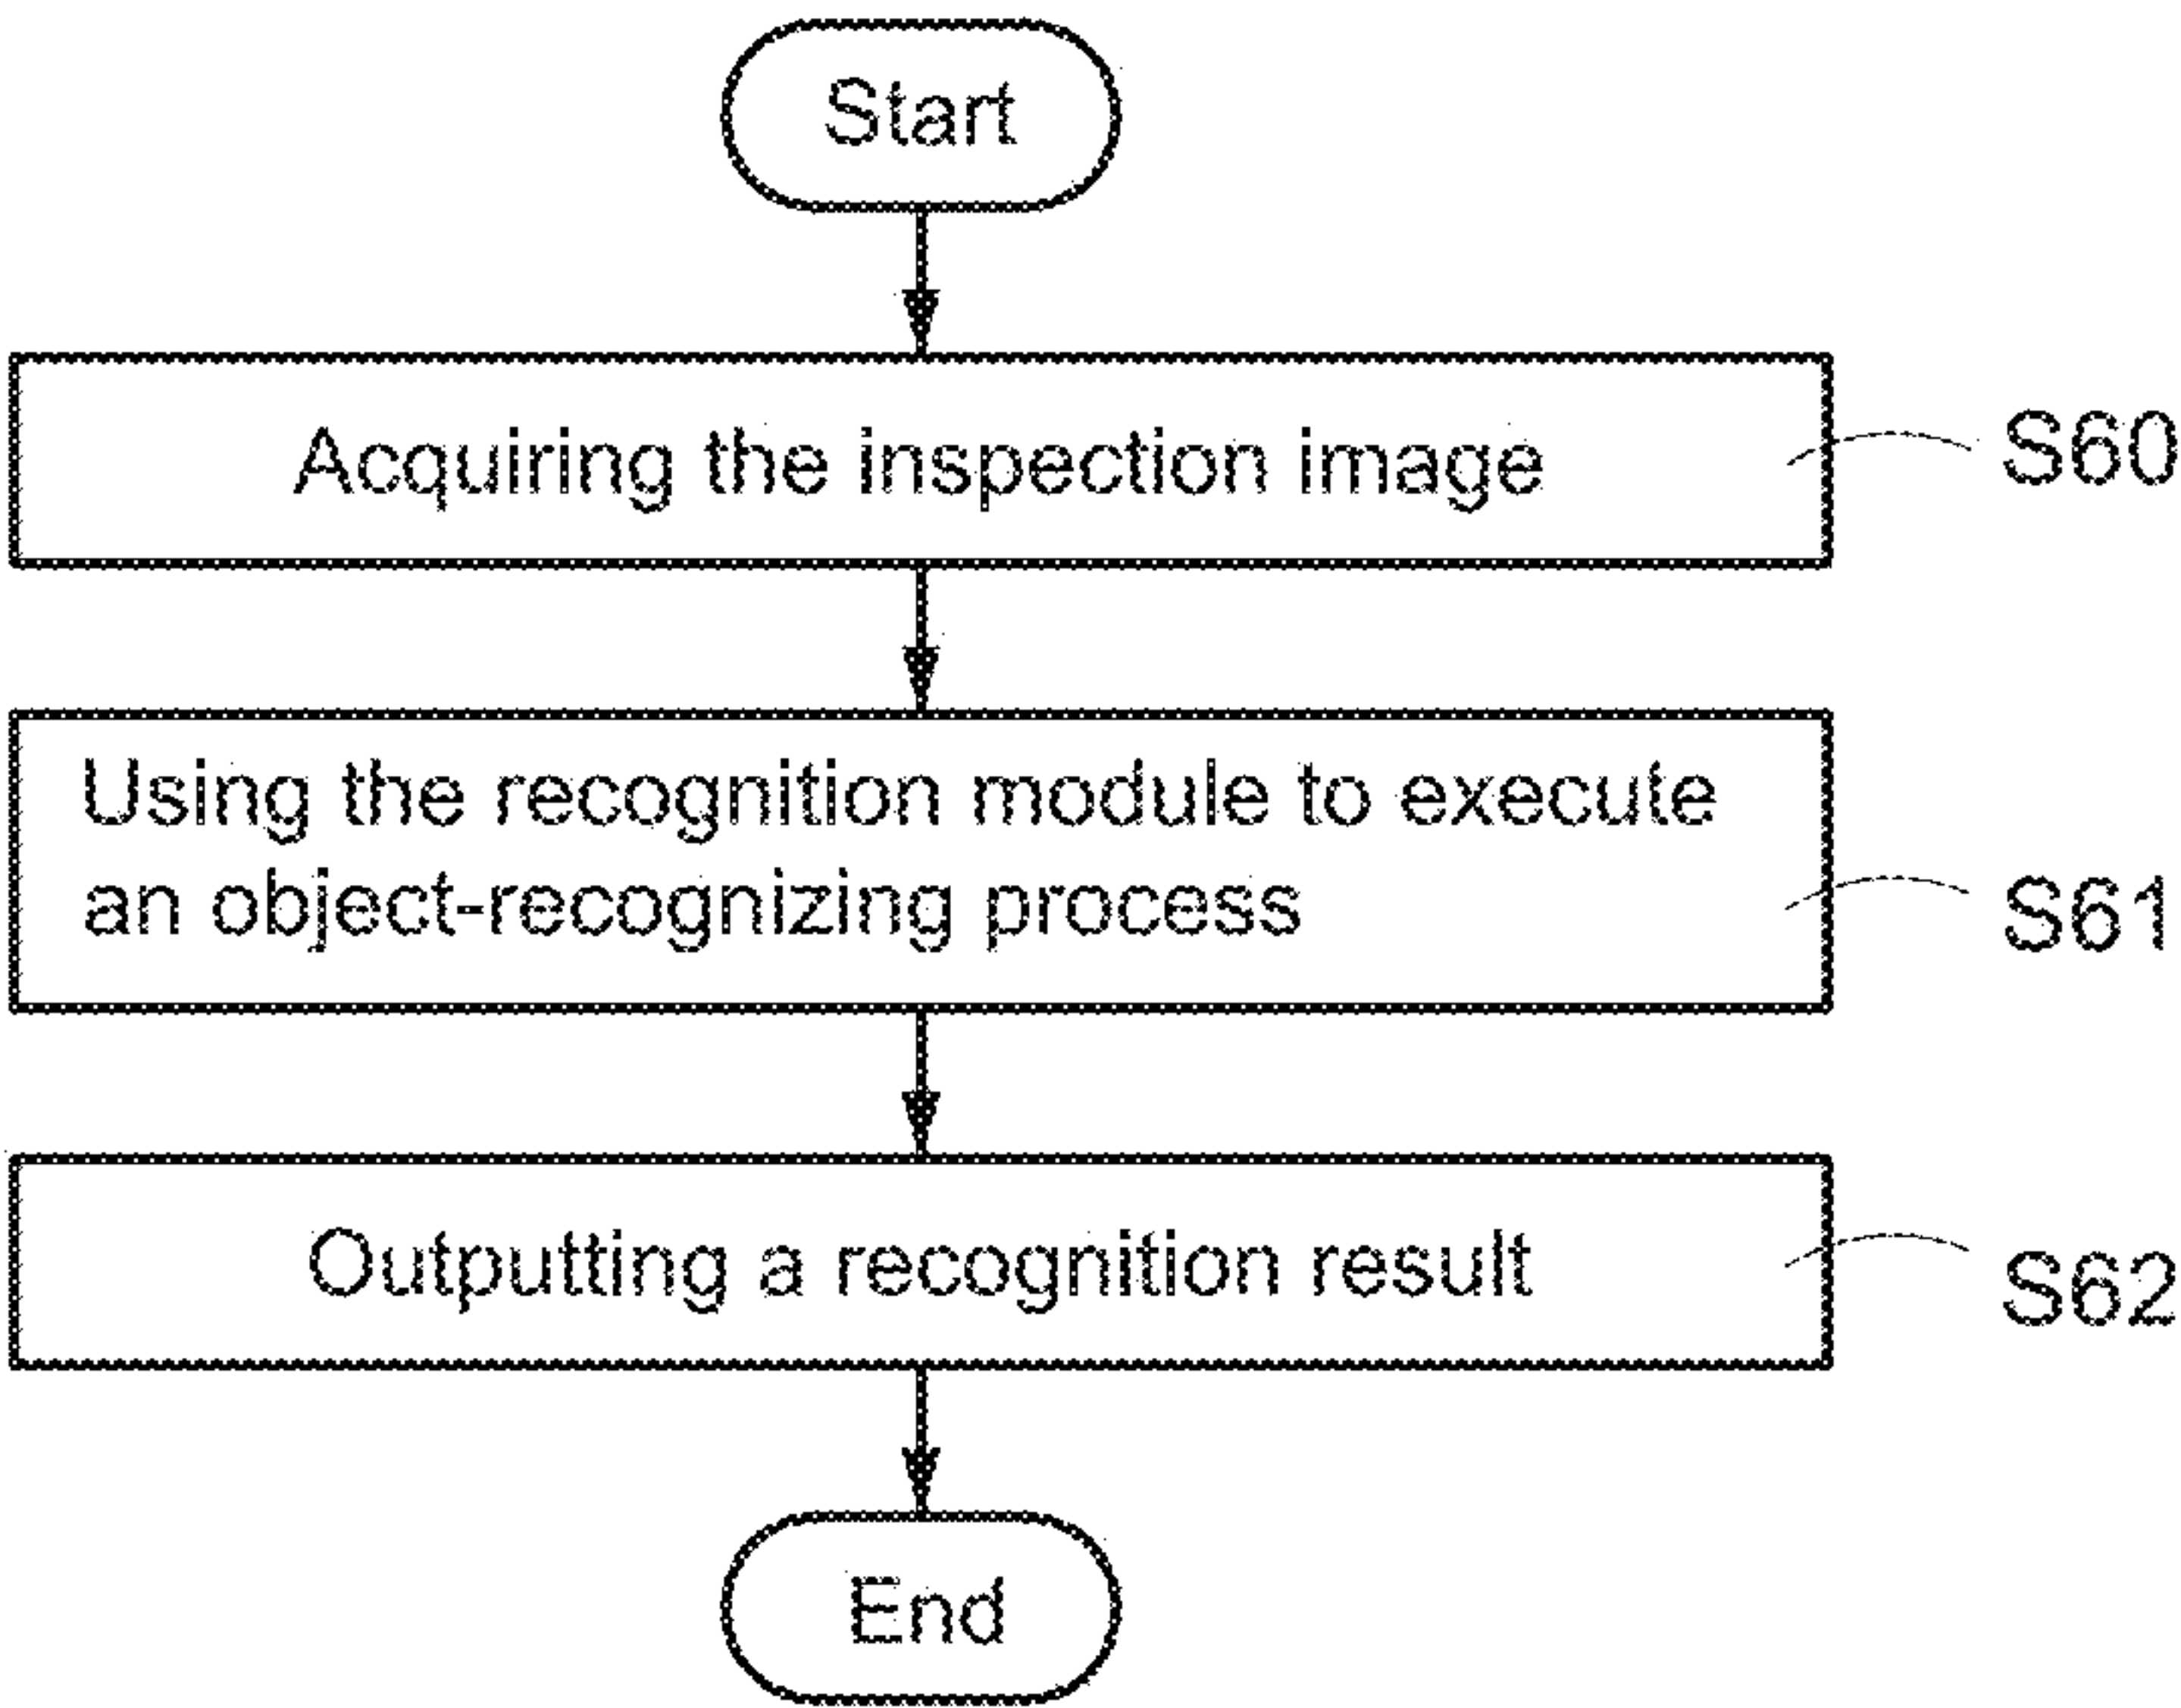 Start
Acquiring the inspection image
S60
Using the recognition module to execute
an object-recognizing process
S61
Outputting a recognition result
S62
End